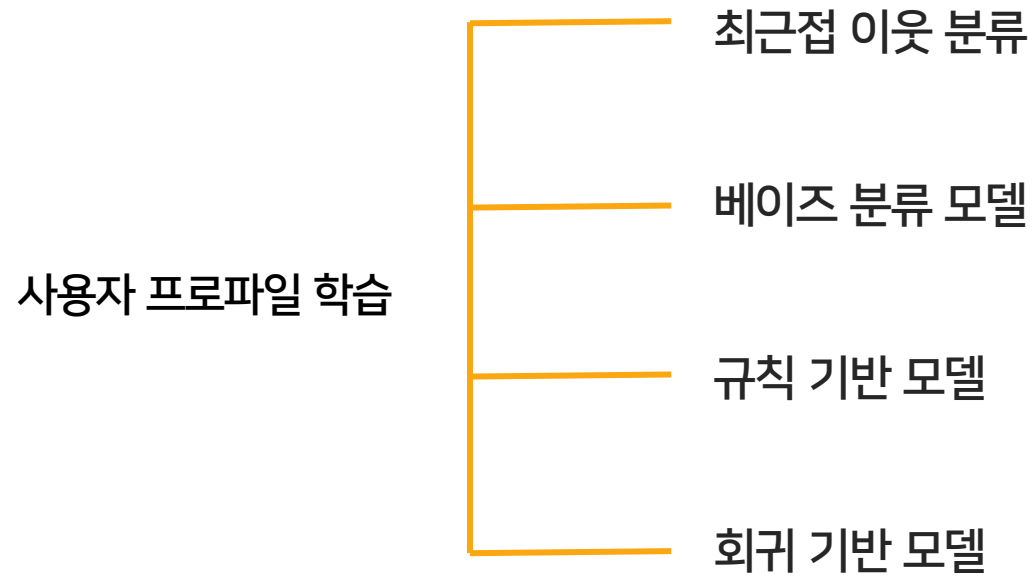 사용자 프로파일 학습
최근접 이웃 분류
베이즈 분류 모델
규칙 기반 모델
회귀 기반 모델